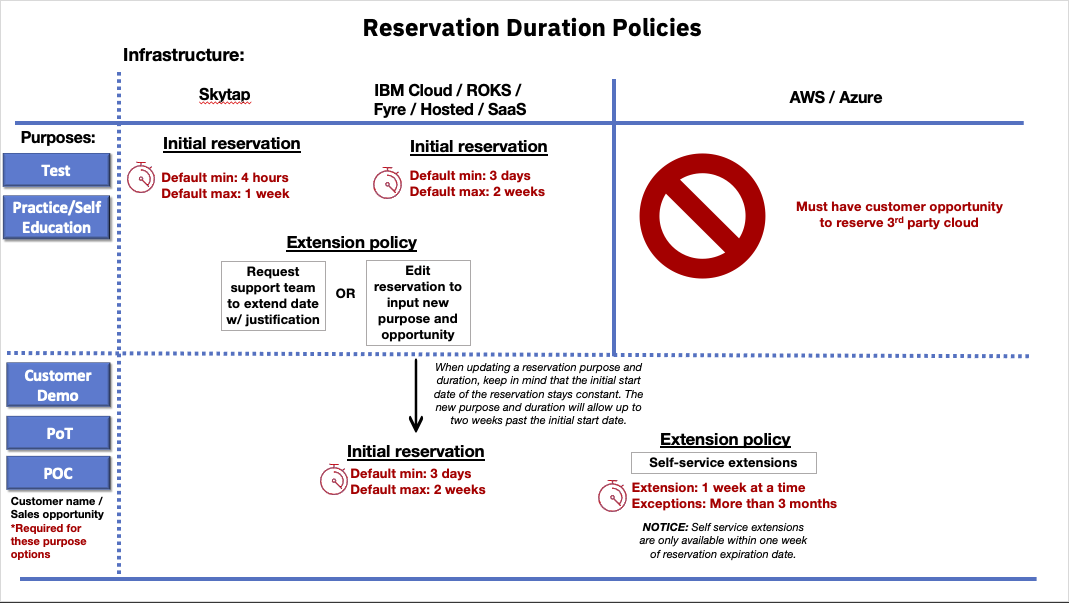 Reservation Duration Policies
Infrastructure:
Skytap
IBM Cloud / ROKS /
Fyre / Hosted / SaaS
AWS / Azure
Purposes:
Test
Practice/Self
Education
Initial reservation
Default min: 4 hours
Default max: 1 week
Initial reservation
Default min: 3 days
Default max: 2 weeks
Must have customer opportunity
to reserve 3rd party cloud
Extension policy
Request
support team
to extend date
w/ justification
OR
Edit
reservation to
input new
purpose and
opportunity
When updating a reservation purpose and
duration, keep in mind that the initial start
date of the reservation stays constant. The
new purpose and duration will allow up to
two weeks past the initial start date.
Customer
Demo
PoT
POC
Customer name /
Sales opportunity
*Required for
these purpose
options
Initial reservation
Default min: 3 days
Default max: 2 weeks
Extension policy
Self-service extensions
Extension: 1 week at a time
Exceptions: More than 3 months
NOTICE: Self service extensions
are only available within one week
of reservation expiration date.